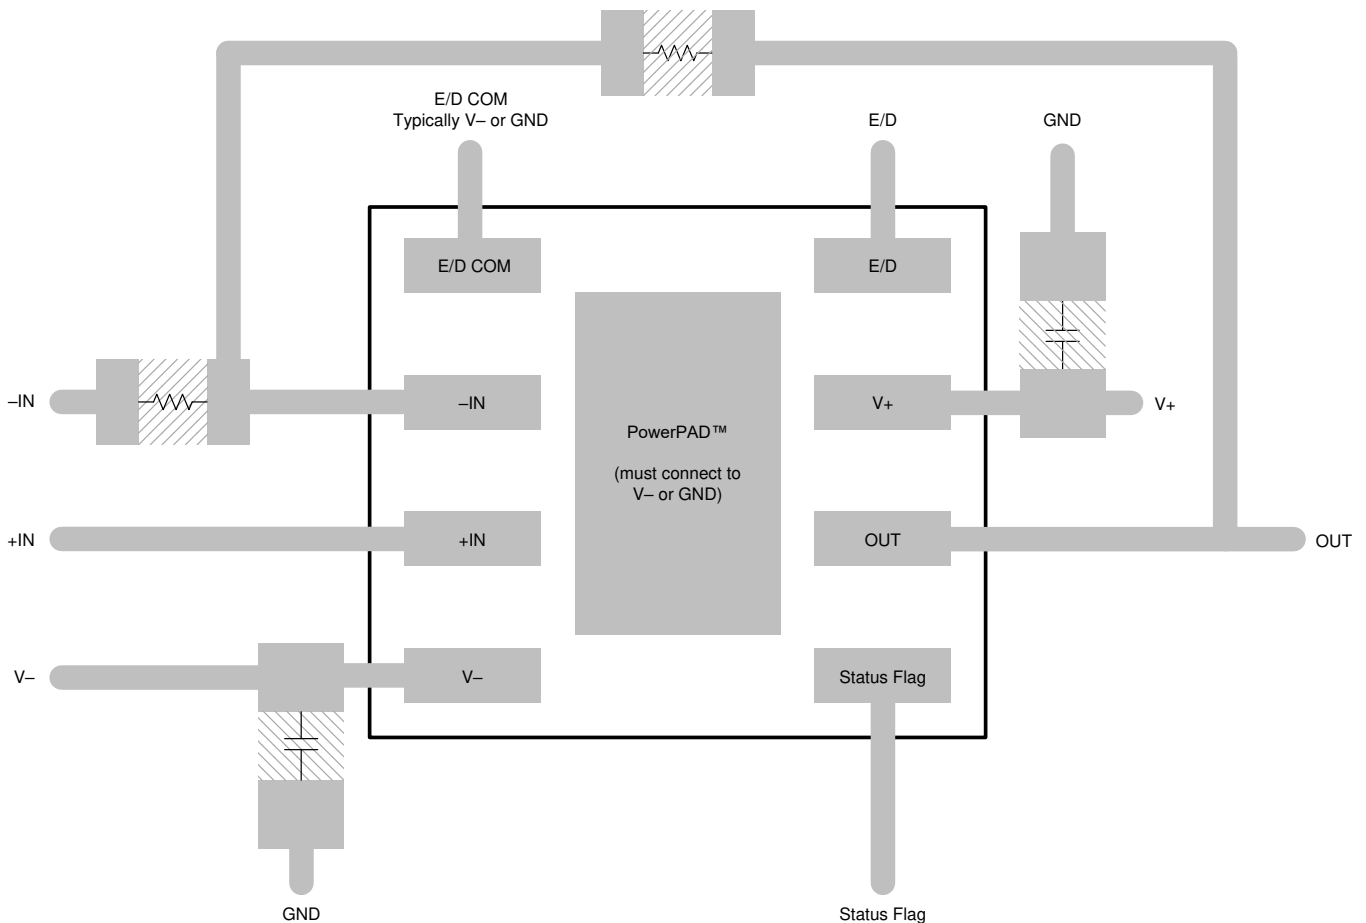 E/D COM
Typically V– or GND
E/D
GND
E/D COM
E/D
–IN
–IN
PowerPAD™
(must connect to
V– or GND)
V+
V+
+IN
+IN
OUT
OUT
V–
V–
Status Flag
GND
Status Flag